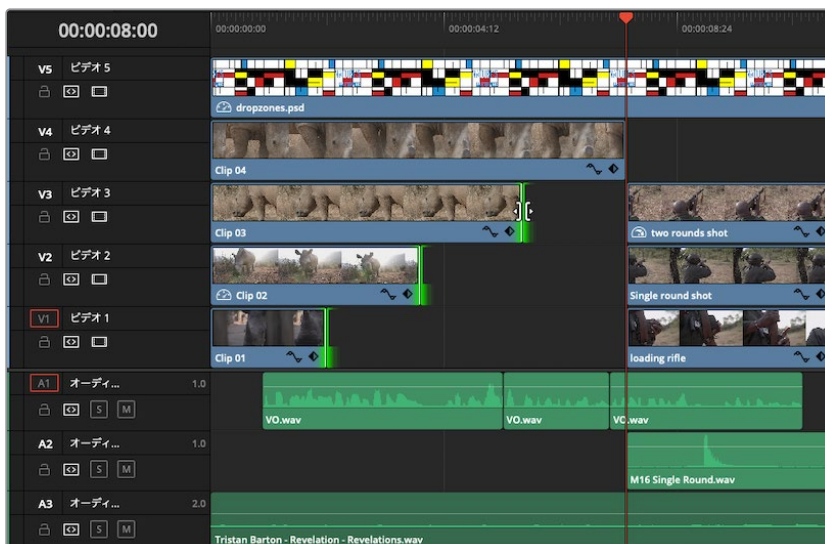 00:00:08:00
00:00:00:00
00:00:04:12
00:00:08:24
V5 ビデオ 5
dropzones.psd
V4 ビデオ 4
Clip 04
V3 ビデオ 3
Clip 03
two rounds shot
V2 ビデオ 2
Clip 02
Single round shot
V1 ビデオ 1
Clip 01
loading rifle
A1 オーディ... 1.0
S M
VO.wav
VO.wav
VO.wav
A2 オーディ... 1.0
S M
M16 Single Round.wav
A3 オーディ... 2.0
S M
Tristan Barton - Revelation - Revelations.wav